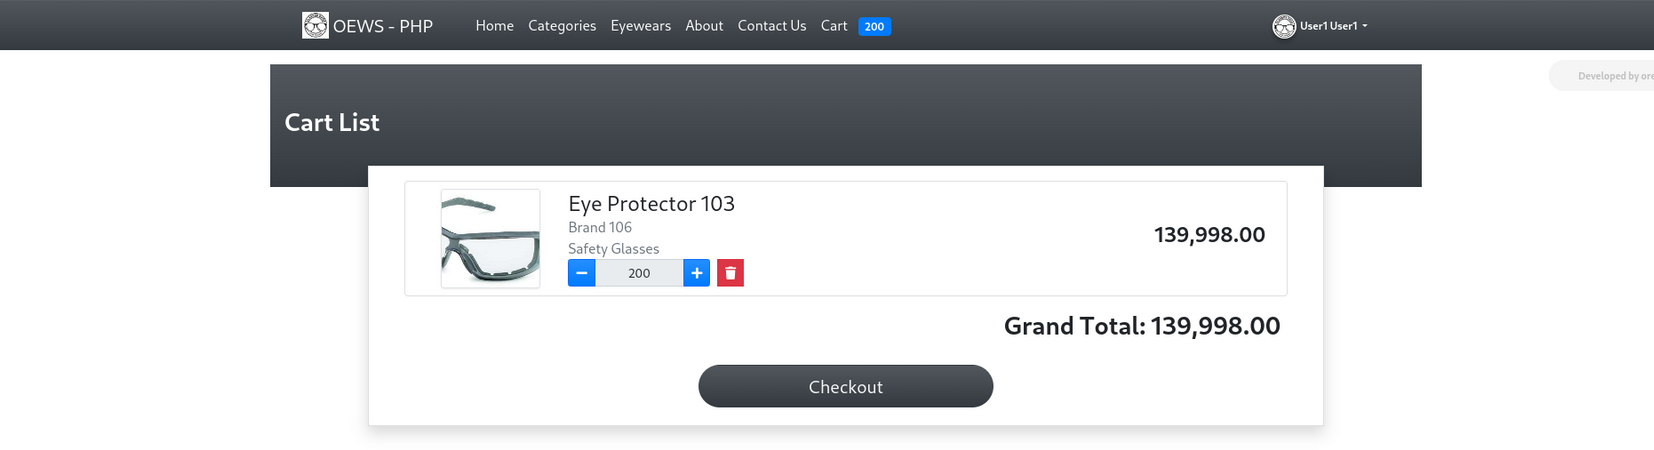 OEWS - PHP Home Categories Eyewears About Contact Us Cart 200 User1 User1
Developed by ore
Cart List
Eye Protector 103
Brand 106
Safety Glasses
200
139,998.00
Grand Total: 139,998.00
Checkout